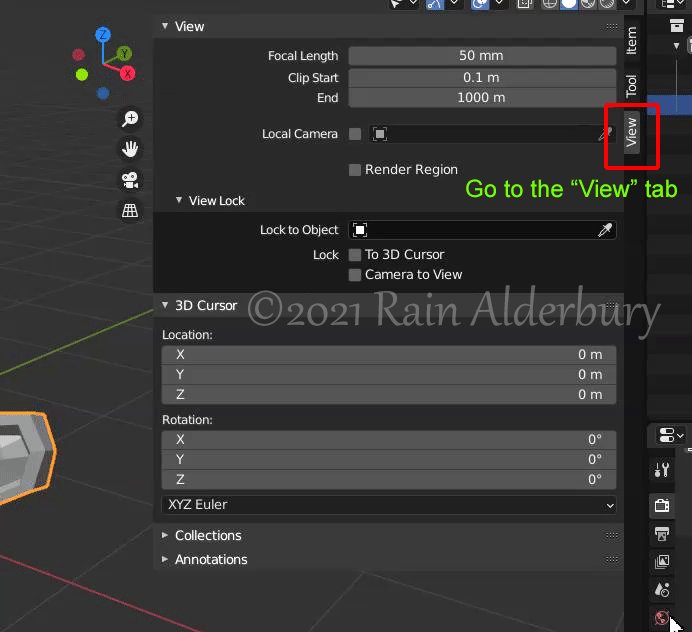 View
Item
Focal Length 50 mm
Clip Start 0.1 m
End 1000 m
Tool
Local Camera
View
Render Region
Go to the “View” tab
View Lock
Lock to Object
Lock To 3D Cursor
Camera to View
3D Cursor
©2021 Rain Alderbury
Location:
X 0 m
Y 0 m
Z 0 m
Rotation:
X 0°
Y 0°
Z 0°
XYZ Euler
Collections
Annotations
Z
Y
X